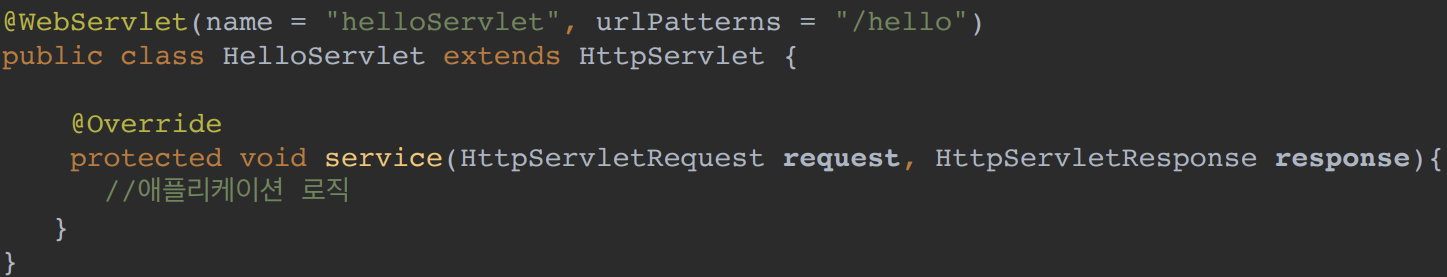 @WebServlet(name = "helloServlet", urlPatterns = "/hello")
public class HelloServlet extends HttpServlet {
@Override
protected void service(HttpServletRequest request, HttpServletResponse response){
//애플리케이션 로직
}
}